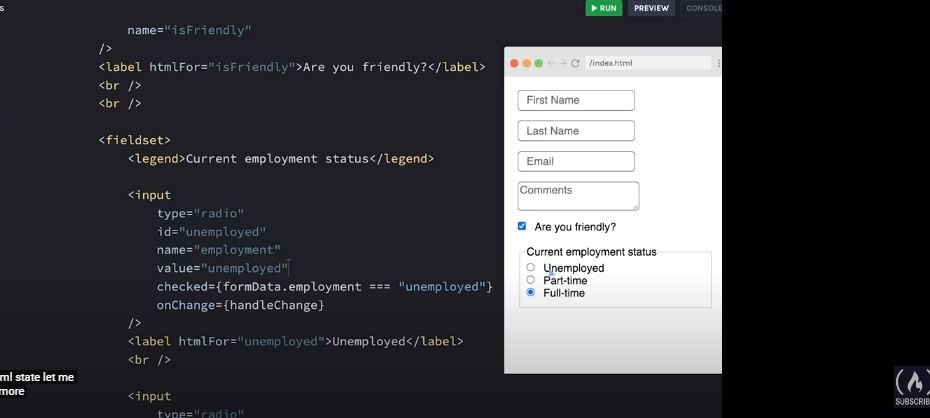 s
RUN
PREVIEW
CONSOLE
name="isFriendly"
/>
<label htmlFor="isFriendly">Are you friendly?</label>
<br />
<br />
<fieldset>
<legend>Current employment status</legend>
<input
type="radio"
id="unemployed"
name="employment"
value="unemployed"
checked={formData.employment === "unemployed"}
onChange={handleChange}
/>
<label htmlFor="unemployed">Unemployed</label>
<br />
<input
type="radio"
/index.html
First Name
Last Name
Email
Comments
Are you friendly?
Current employment status
Unemployed
Part-time
Full-time
ml state let me
more
SUBSCRIB